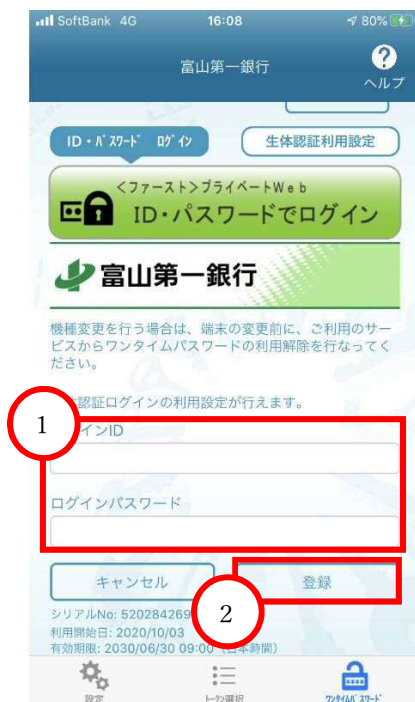 SoftBank 4G 16:08 80%
富山第一銀行
?
ヘルプ
ID・ﾊﾟｽﾜｰﾄﾞ ﾛｸﾞｲﾝ 生体認証利用設定
<ファースト>プライベートWeb
ID・パスワードでログイン
富山第一銀行
機種変更を行う場合は、端末の変更前に、ご利用のサー
ビスからワンタイムパスワードの利用解除を行なってく
ださい。
体認証ログインの利用設定が行えます。
1
インID
ログインパスワード
キャンセル 登録
2
シリアルNo: 520284269
利用開始日: 2020/10/03
有効期限: 2030/06/30 09:00 (日本時間)
設定 ﾄｰｸﾝ選択 ﾜﾝﾀｲﾑﾊﾟｽﾜｰﾄﾞ